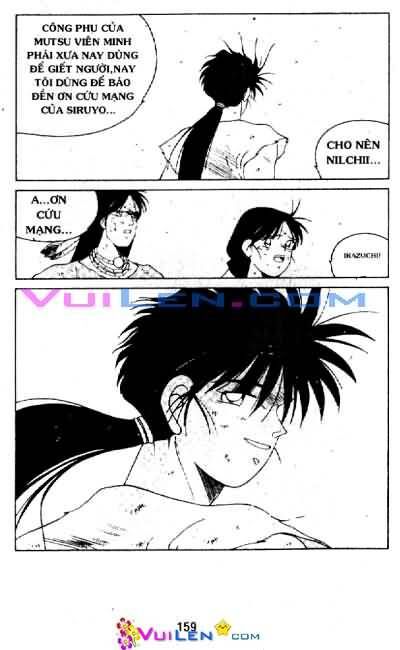 CÔNG PHU CỦA
MUTSU VIÊN MINH
PHÁI XƯA NAY DÙNG
ĐỂ GIẾT NGƯỜI,NAY
TÔI DÙNG ĐỂ BÁO
ĐỀN ƠN CỨU MẠNG
CỦA SIRUYO...
CHO NÊN
NILCHII...
A...ƠN
CỨU
MẠNG...
IKAZUCHI!
VUILEN.COM
159
VUILEN.COM